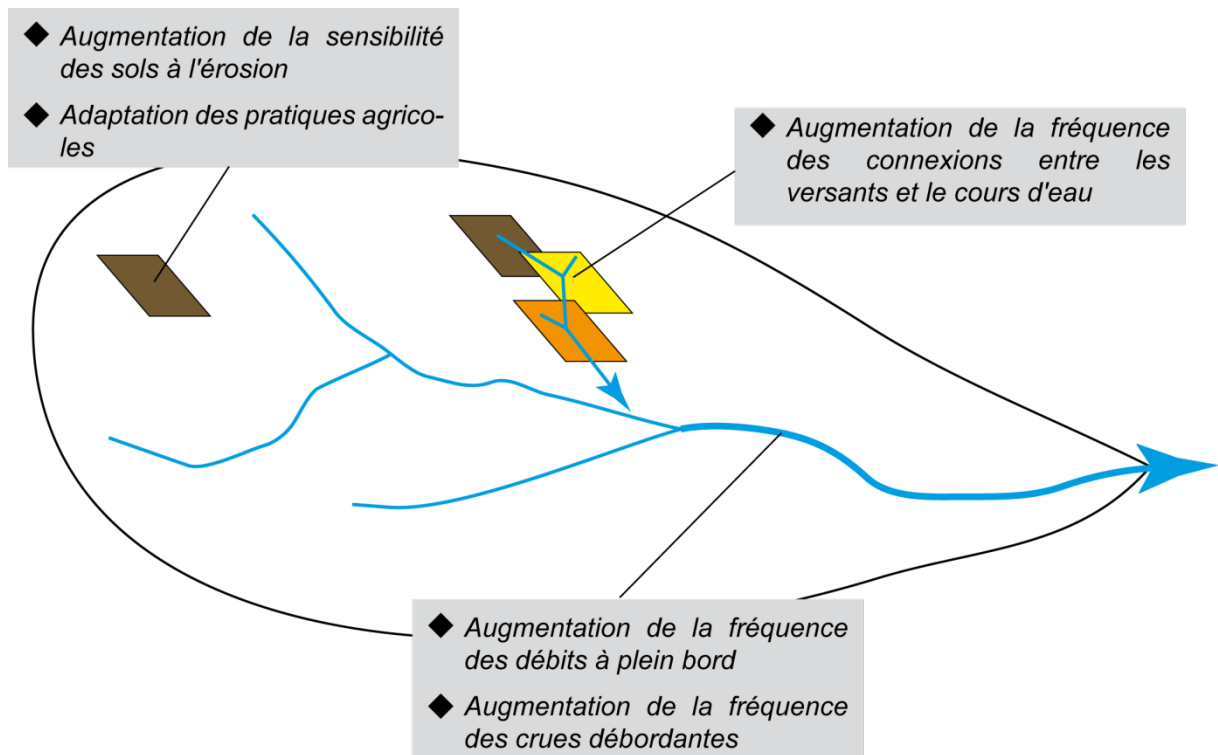 ◆ Augmentation de la sensibilité
des sols à l'érosion
◆ Adaptation des pratiques agrico-
les
◆ Augmentation de la fréquence
des connexions entre les
versants et le cours d'eau
◆ Augmentation de la fréquence
des débits à plein bord
◆ Augmentation de la fréquence
des crues débordantes